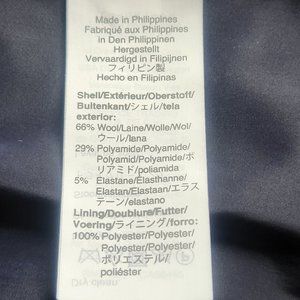 Made in Philippines
Fabriqué aux Philippines
In Den Philippinen
Hergestellt
Vervaardigd in Filipijnen
フィリピン製
Hecho en Filipinas
Shell/Extérieur/Oberstoff/
Buitenkant/シェル/tela
exterior:
66% Wool/Laine/Wolle/Wol/
ウール/lana
29% Polyamide/Polyamide/
Polyamid/Polyamide/ポ
リアミド/poliamida
5% Elastane/Élasthanne/
Elastan/Elastaan/エラス
テーン/elastano
Lining/Doublure/Futter/
Voering/ライニング/forro:
100% Polyester/Polyester/
Polyester/Polyester/
ポリエステル/
poliéster
Dry clean